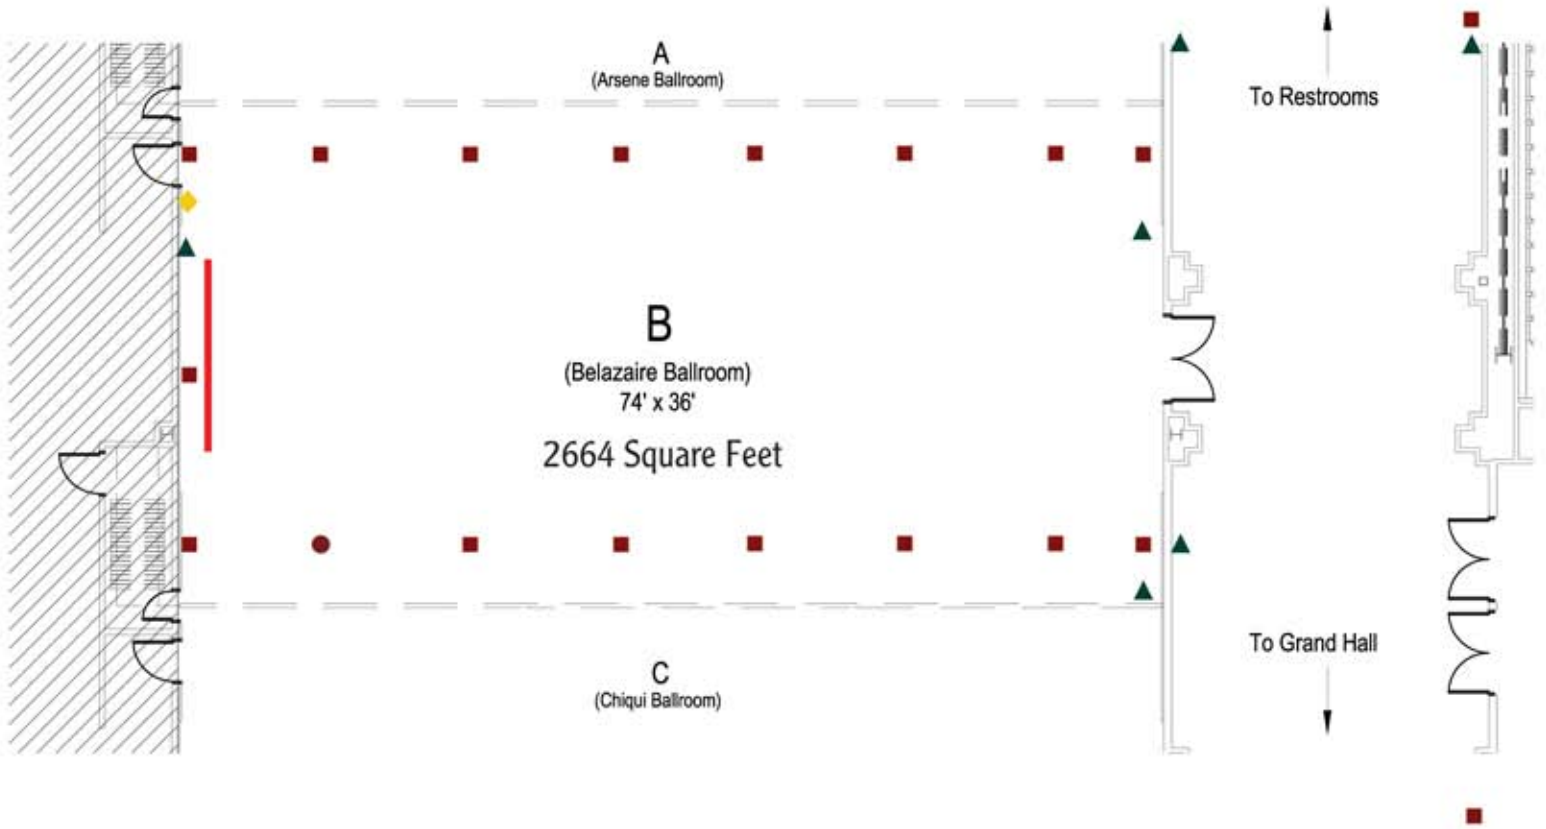 A
(Arsene Ballroom)
To Restrooms
B
(Belazaire Ballroom)
74' x 36'
2664 Square Feet
To Grand Hall
C
(Chiqui Ballroom)